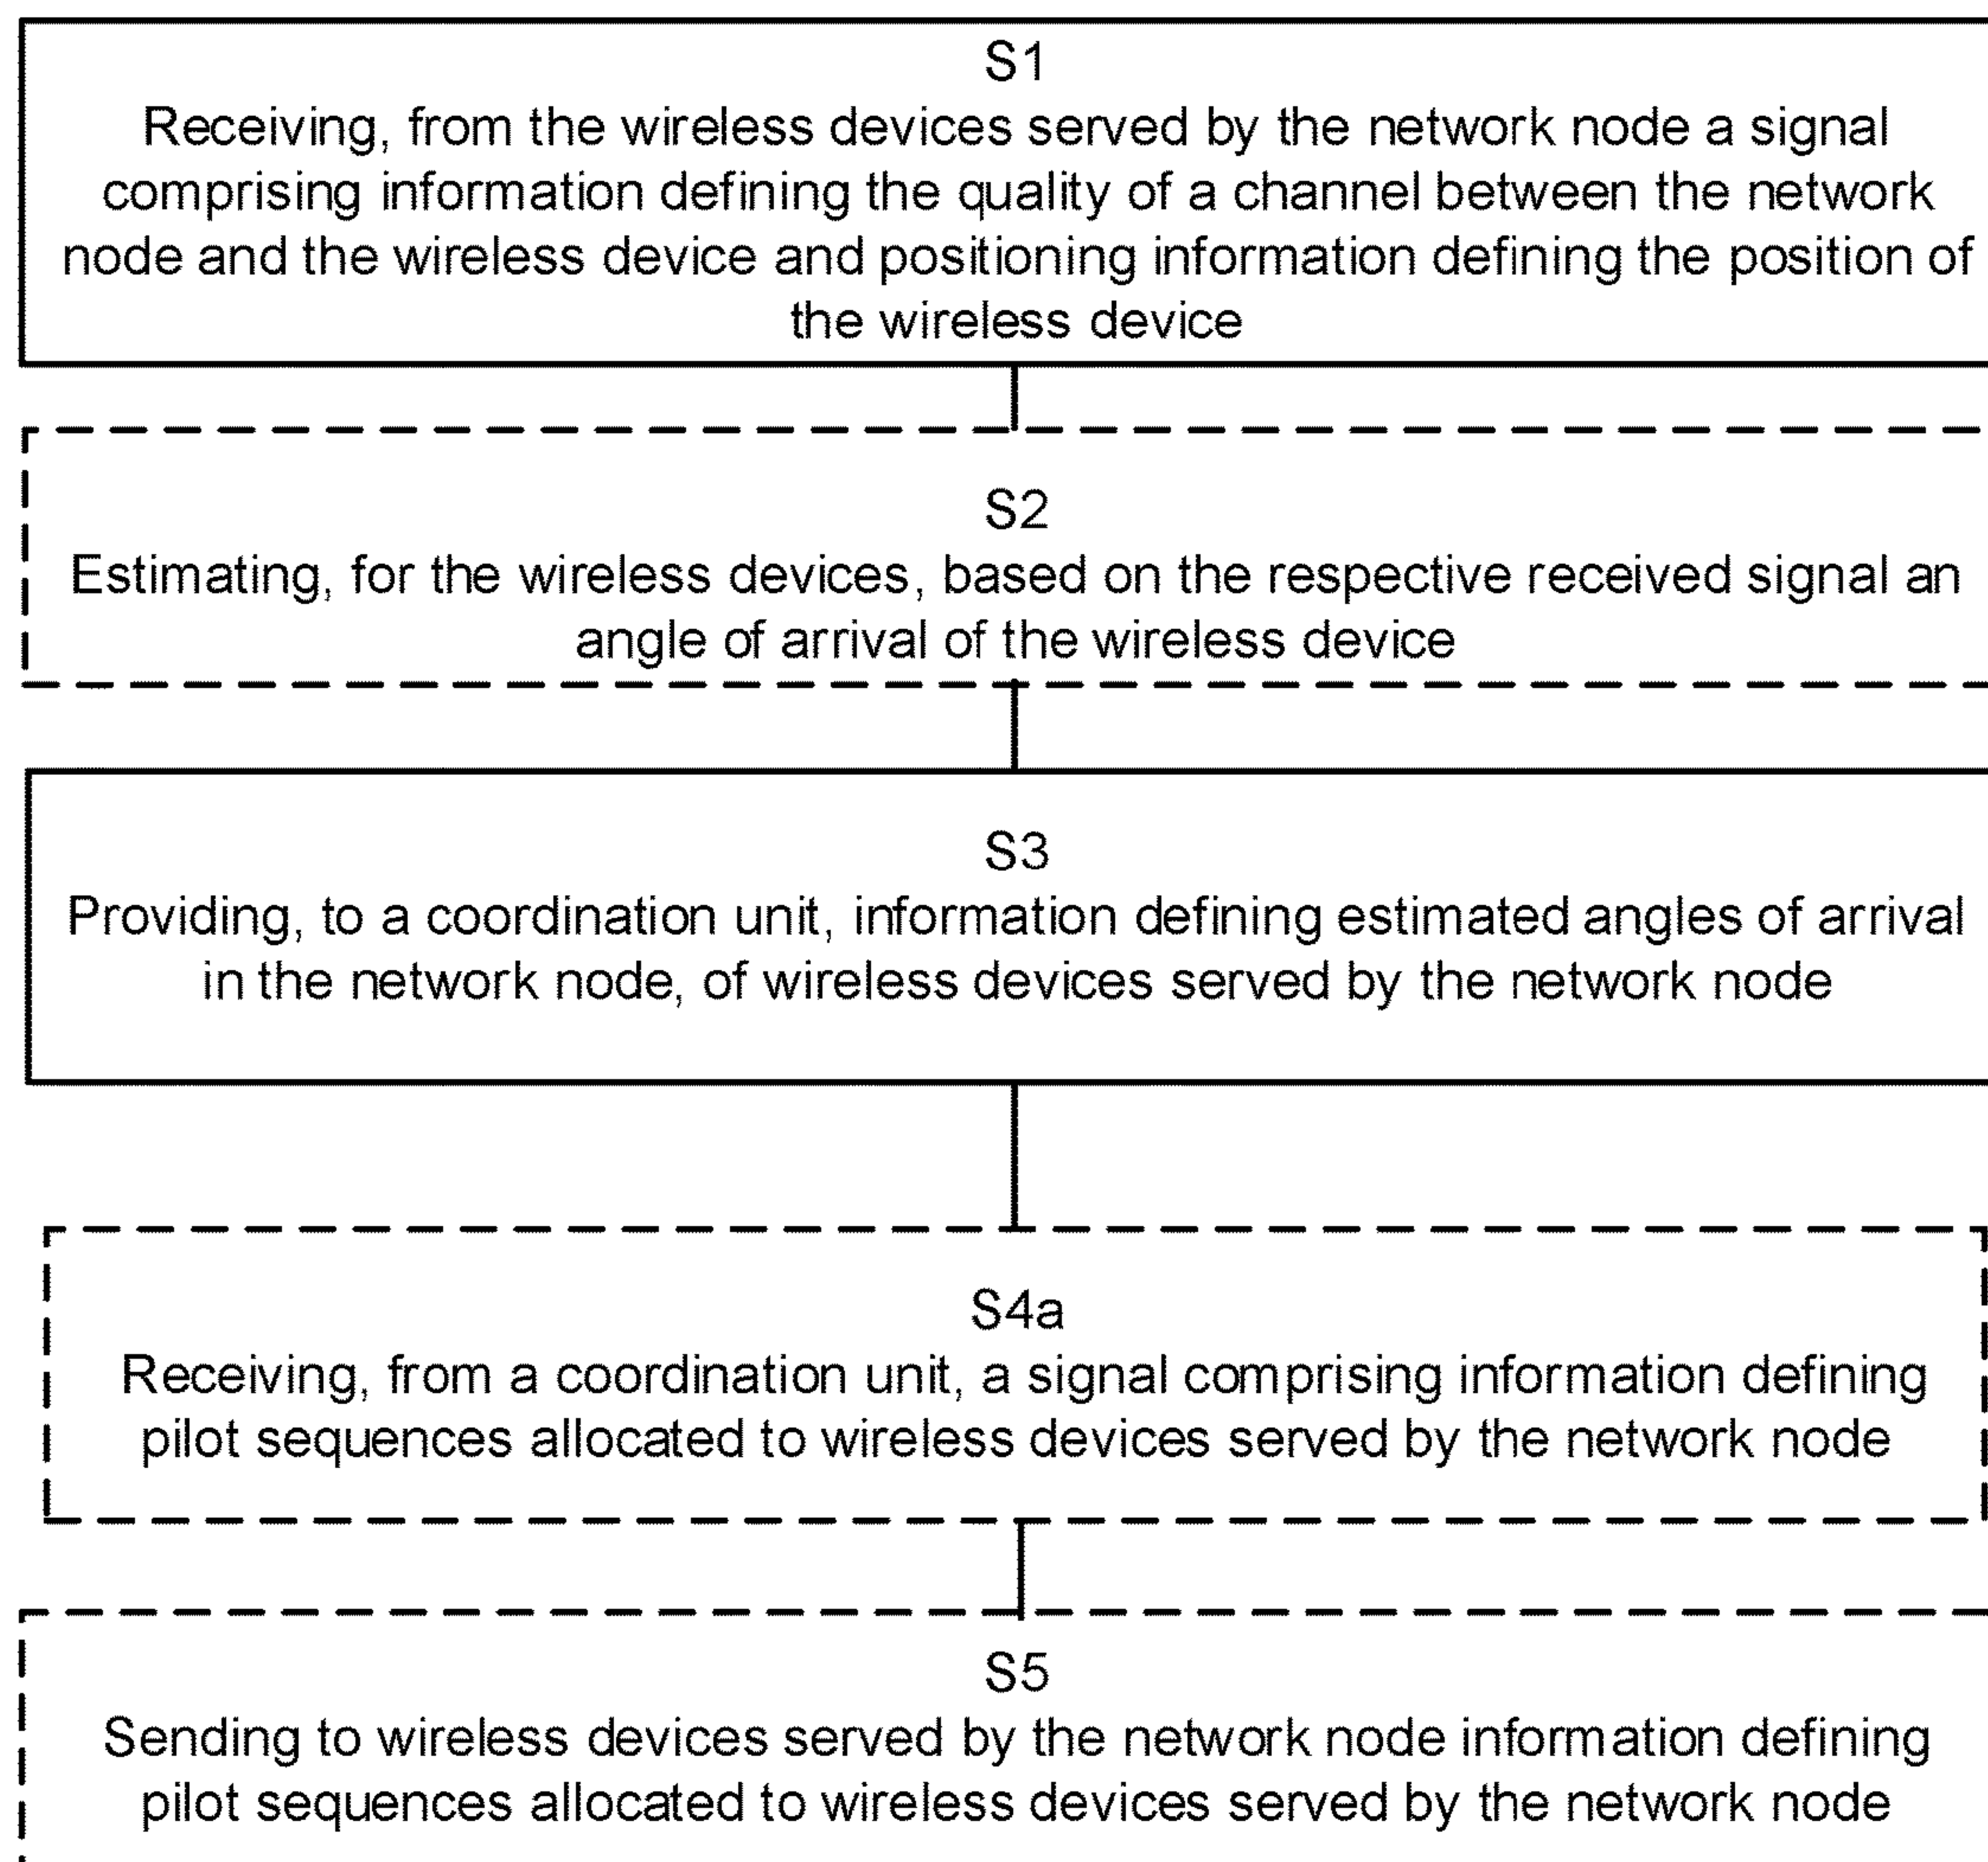 S1
Receiving, from the wireless devices served by the network node a signal
comprising information defining the quality of a channel between the network
node and the wireless device and positioning information defining the position of
the wireless device
S2
Estimating, for the wireless devices, based on the respective received signal an
angle of arrival of the wireless device
S3
Providing, to a coordination unit, information defining estimated angles of arrival
in the network node, of wireless devices served by the network node
S4a
Receiving, from a coordination unit, a signal comprising information defining
pilot sequences allocated to wireless devices served by the network node
S5
Sending to wireless devices served by the network node information defining
pilot sequences allocated to wireless devices served by the network node